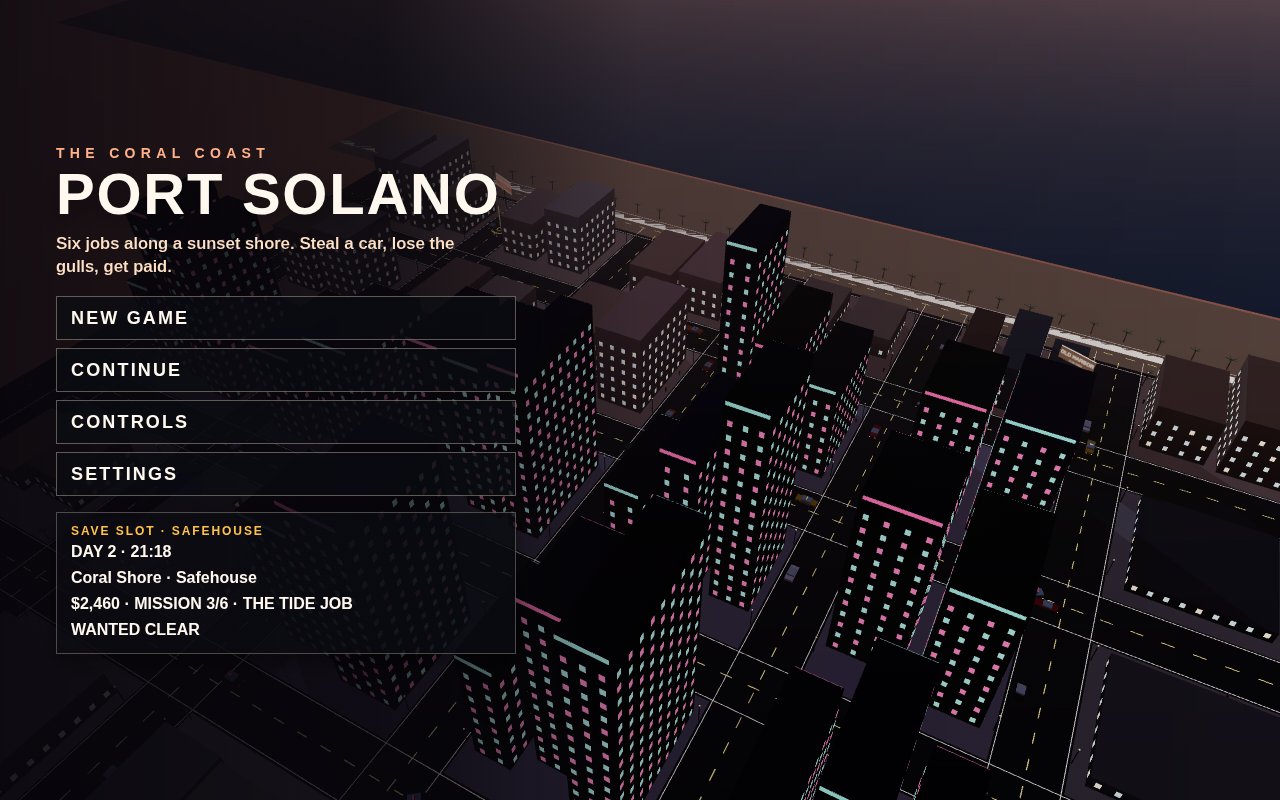 THE CORAL COAST
PORT SOLANO
Six jobs along a sunset shore. Steal a car, lose the
gulls, get paid.
NEW GAME
CONTINUE
CONTROLS
SETTINGS
SAVE SLOT · SAFEHOUSE
DAY 2 · 21:18
Coral Shore · Safehouse
$2,460 · MISSION 3/6 · THE TIDE JOB
WANTED CLEAR